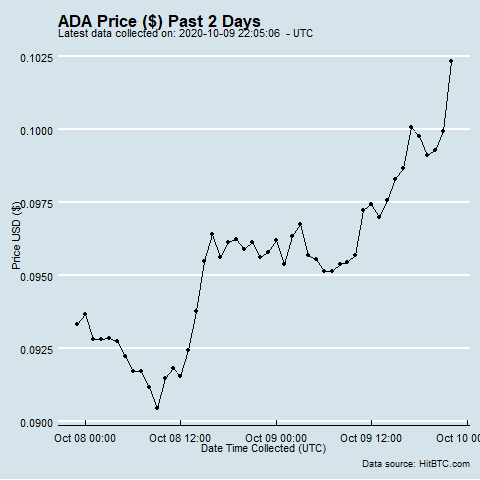 ADA Price ($) Past 2 Days
Latest data collected on: 2020-10-09 22:05:06 - UTC
0.1025
0.1000
0.0975
0.0950
0.0925
0.0900
Price USD ($)
Oct 08 00:00 Oct 08 12:00 Oct 09 00:00 Oct 09 12:00 Oct 10 00
Date Time Collected (UTC)
Data source: HitBTC.com